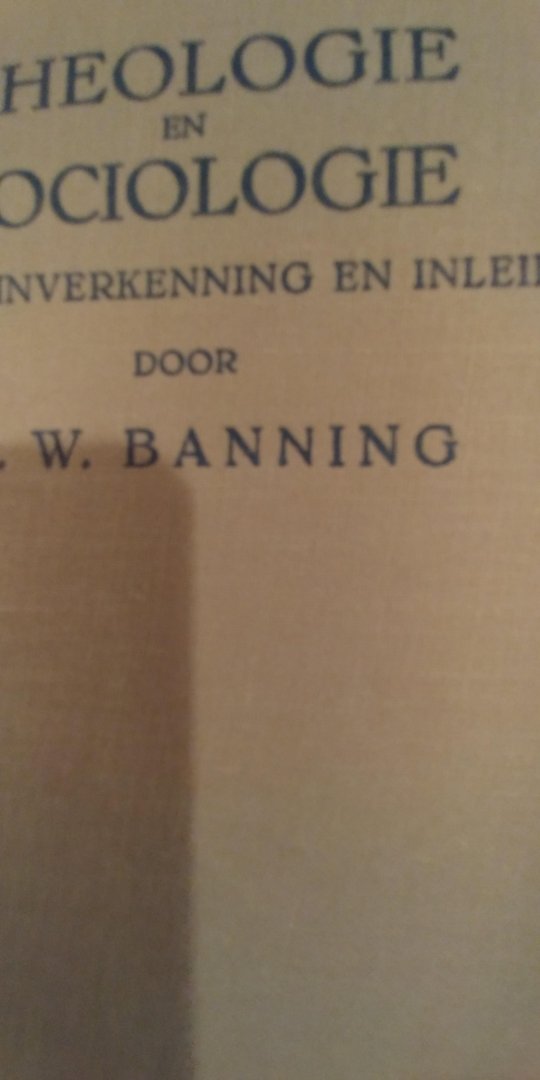 HEOLOGIE
EN
OCIOLOGIE
INVERKENNING EN INLEI
DOOR
. W. BANNING